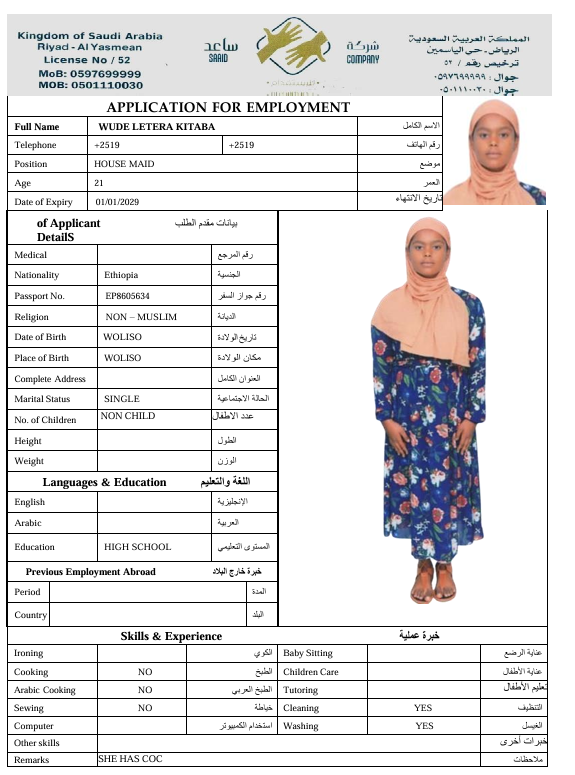 Kingdom of Saudi Arabia
Riyad - Al Yasmean
License No / 52
MoB: 0597699999
MOB: 0501110030
ساعد
SAAID
شركة
COMPANY
المملكة العربية السعودية
الرياض - حى الياسمين
ترخيص رقم / ٥٢
جوال : ٠٥٩٧٦٩٩٩٩٩
جوال : ٠٥٠١١١٠٠٣٠
APPLICATION FOR EMPLOYMENT
Full Name WUDE LETERA KITABA الاسم الكامل
Telephone +2519 +2519 رقم الهاتف
Position HOUSE MAID موضع
Age 21 العمر
Date of Expiry 01/01/2029 تاريخ الانتهاء
of Applicant بيانات مقدم الطلب
DetailS
Medical رقم المرجع
Nationality Ethiopia الجنسية
Passport No. EP8605634 رقم جواز السفر
Religion NON – MUSLIM الديانة
Date of Birth WOLISO تاريخ الولادة
Place of Birth WOLISO مكان الولادة
Complete Address العنوان الكامل
Marital Status SINGLE الحالة الاجتماعية
No. of Children NON CHILD عدد الاطفال
Height الطول
Weight الوزن
Languages & Education اللغة والتعليم
English الإنجليزية
Arabic العربية
Education HIGH SCHOOL المستوى التعليمي
Previous Employment Abroad خبرة خارج البلاد
Period المدة
Country البلد
Skills & Experience خبرة عملية
Ironing الكوي Baby Sitting عناية الرضع
Cooking NO الطبخ Children Care عناية الأطفال
Arabic Cooking NO الطبخ العربي Tutoring تعليم الأطفال
Sewing NO خياطة Cleaning YES التنظيف
Computer استخدام الكمبيوتر Washing YES الغسيل
Other skills خبرات أخرى
Remarks SHE HAS COC ملاحظات